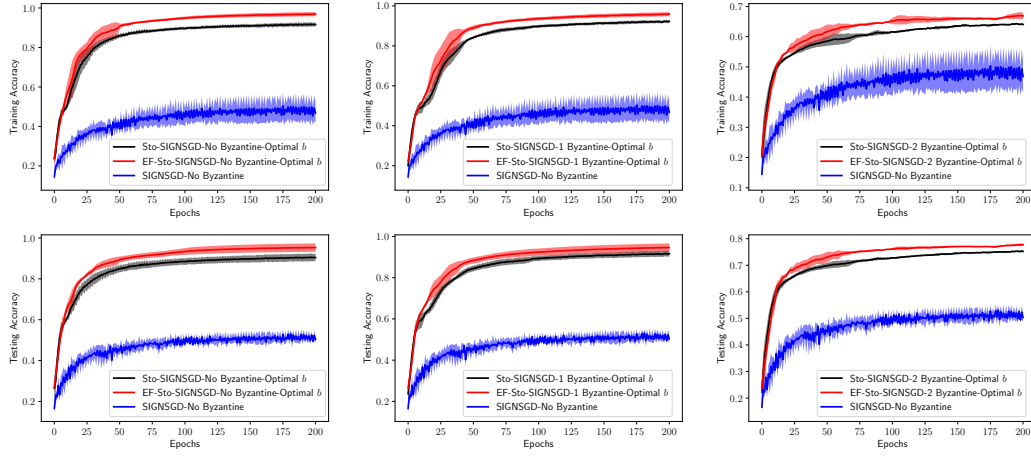 1.0
0.8
0.6
0.4
0.2
Training Accuracy
Sto-SIGNSGD-No Byzantine-Optimal b
EF-Sto-SIGNSGD-No Byzantine-Optimal b
SIGNSGD-No Byzantine
0 25 50 75 100 125 150 175 200
Epochs
1.0
0.8
0.6
0.4
0.2
Training Accuracy
Sto-SIGNSGD-1 Byzantine-Optimal b
EF-Sto-SIGNSGD-1 Byzantine-Optimal b
SIGNSGD-No Byzantine
0 25 50 75 100 125 150 175 200
Epochs
0.7
0.6
0.5
0.4
0.3
0.2
0.1
Training Accuracy
Sto-SIGNSGD-2 Byzantine-Optimal b
EF-Sto-SIGNSGD-2 Byzantine-Optimal b
SIGNSGD-No Byzantine
0 25 50 75 100 125 150 175 200
Epochs
1.0
0.8
0.6
0.4
0.2
Testing Accuracy
Sto-SIGNSGD-No Byzantine-Optimal b
EF-Sto-SIGNSGD-No Byzantine-Optimal b
SIGNSGD-No Byzantine
0 25 50 75 100 125 150 175 200
Epochs
1.0
0.8
0.6
0.4
0.2
Testing Accuracy
Sto-SIGNSGD-1 Byzantine-Optimal b
EF-Sto-SIGNSGD-1 Byzantine-Optimal b
SIGNSGD-No Byzantine
0 25 50 75 100 125 150 175 200
Epochs
0.8
0.7
0.6
0.5
0.4
0.3
0.2
Testing Accuracy
Sto-SIGNSGD-2 Byzantine-Optimal b
EF-Sto-SIGNSGD-2 Byzantine-Optimal b
SIGNSGD-No Byzantine
0 25 50 75 100 125 150 175 200
Epochs